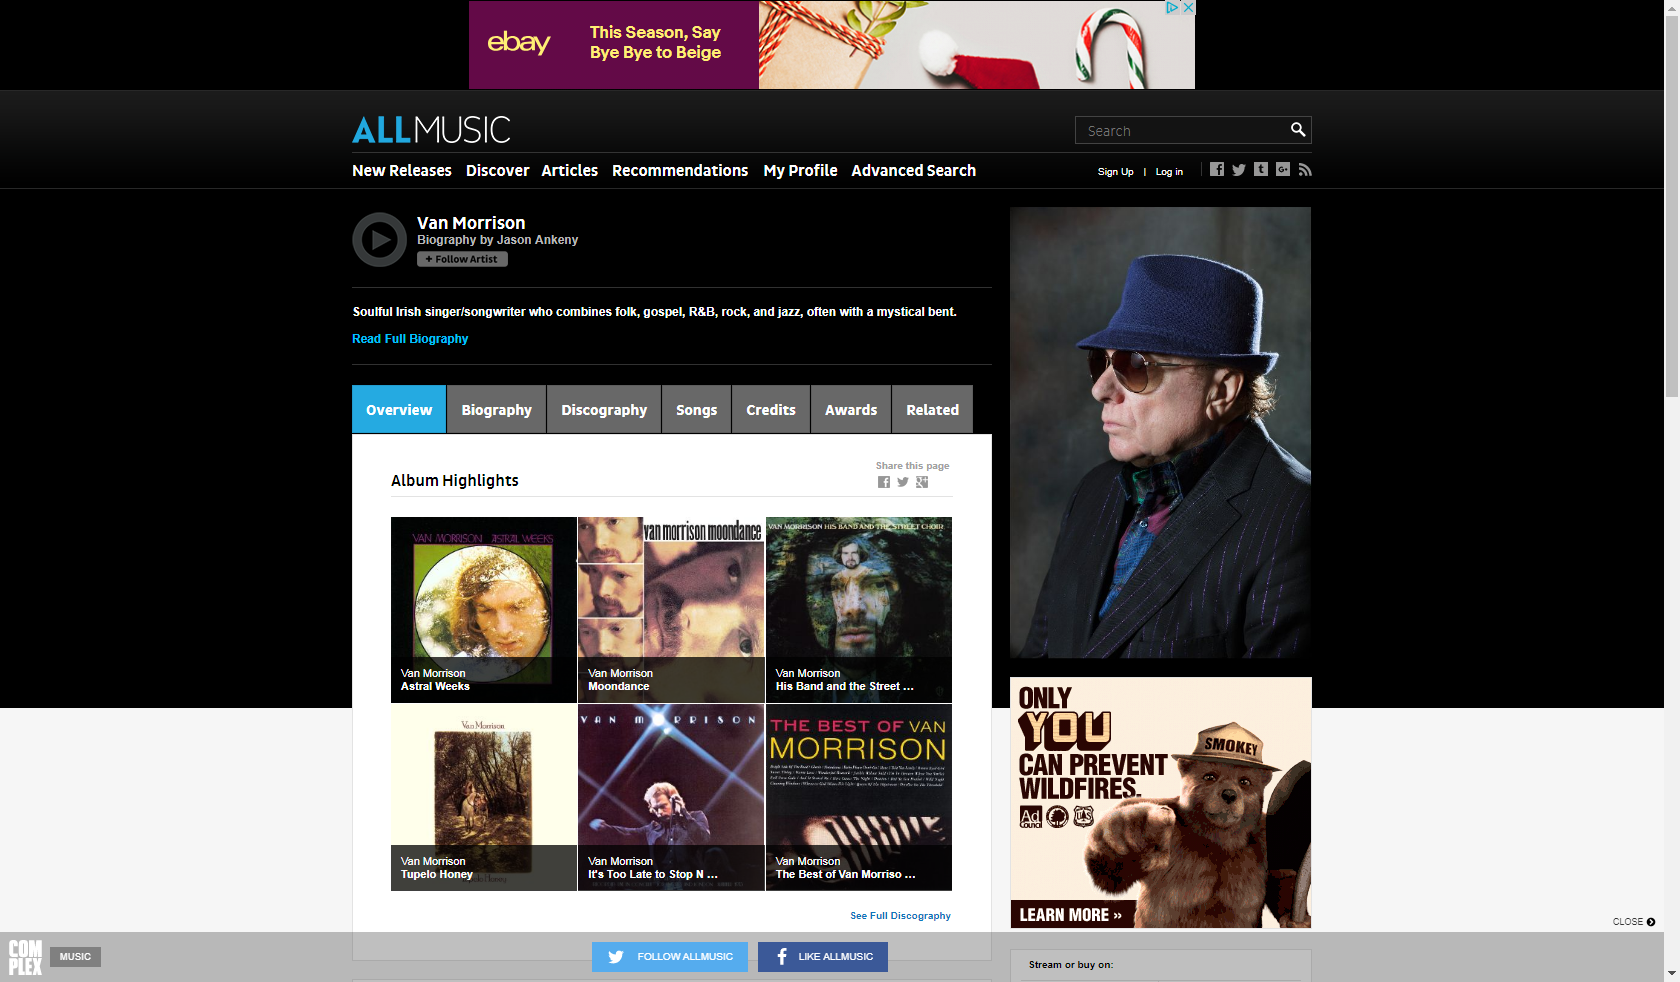 ebay
This Season, Say
Bye Bye to Beige
ALLMUSIC
Search
New Releases Discover Articles Recommendations My Profile Advanced Search
Sign Up | Log in
Van Morrison
Biography by Jason Ankeny
+ Follow Artist
Soulful Irish singer/songwriter who combines folk, gospel, R&B, rock, and jazz, often with a mystical bent.
Read Full Biography
Overview Biography Discography Songs Credits Awards Related
Share this page
Album Highlights
VAN MORRISON ASTRAL WEEKS
van morrison moondance
VAN MORRISON HIS BAND AND THE STREET CHOIR
Van Morrison
Astral Weeks
Van Morrison
Moondance
Van Morrison
His Band and the Street ...
Van Morrison
VAN MORRISON
THE BEST OF VAN
MORRISON
Van Morrison
Tupelo Honey
Tupelo Honey
Van Morrison
It's Too Late to Stop N ...
Van Morrison
The Best of Van Morriso ...
See Full Discography
ONLY
YOU
CAN PREVENT
WILDFIRES.
SMOKEY
Ad
Council
U S
LEARN MORE »
CLOSE
COMPLEX
MUSIC
FOLLOW ALLMUSIC
LIKE ALLMUSIC
Stream or buy on: